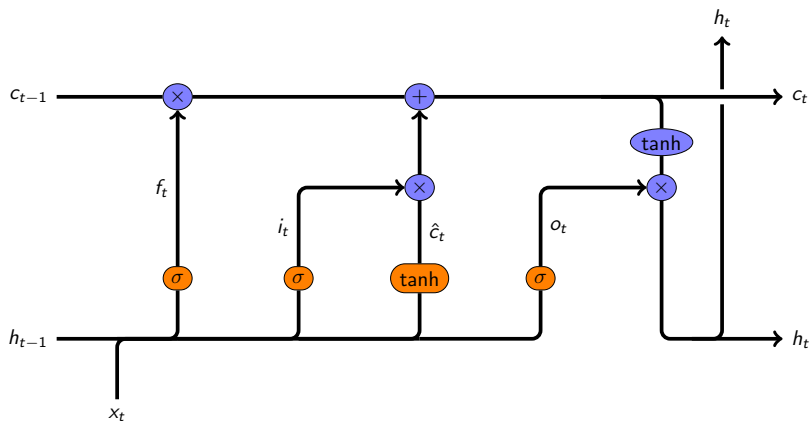 h_t
c_{t−1} × + c_t
tanh
f_t × ×
i_t ĉ_t o_t
σ σ tanh σ
h_{t−1} h_t
x_t